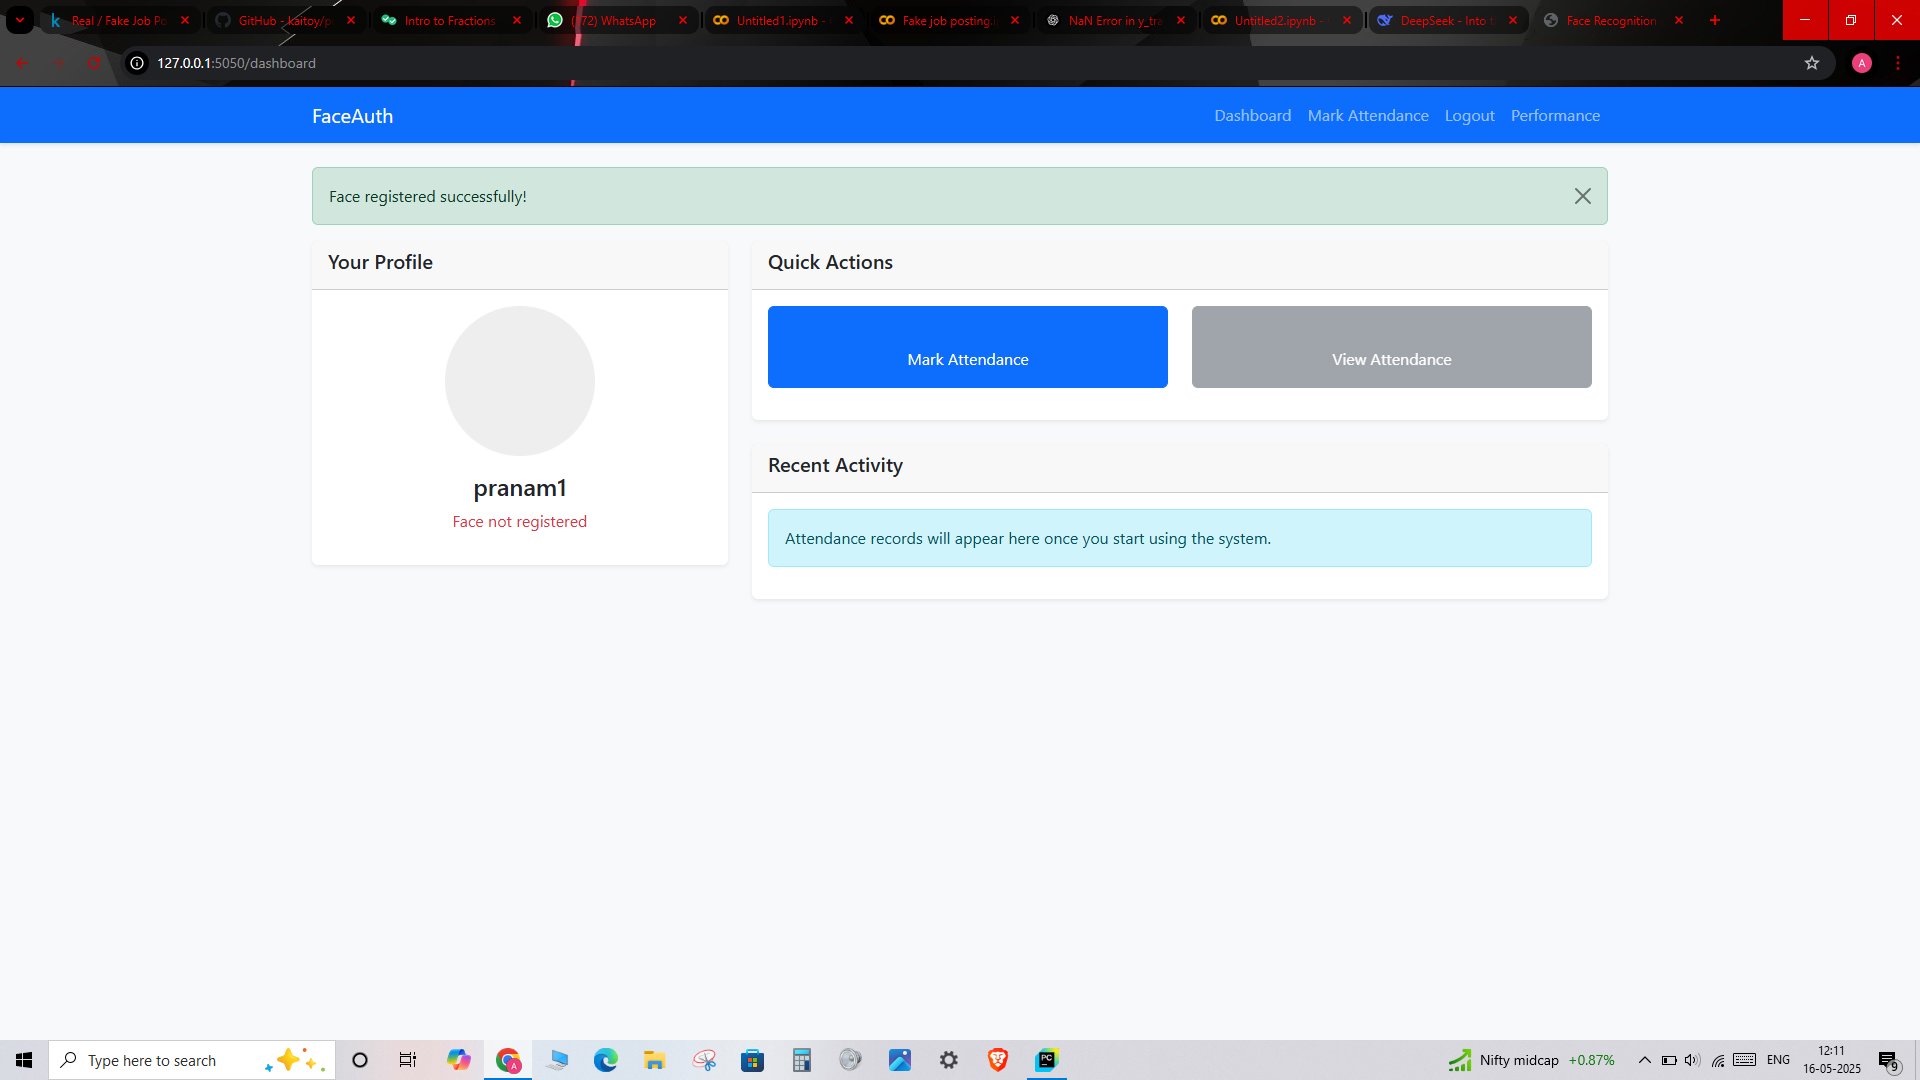 Real / Fake Job Po
GitHub - kaitoy/p
Intro to Fractions
(372) WhatsApp
Untitled1.ipynb -
Fake job posting.i
NaN Error in y_tra
Untitled2.ipynb -
DeepSeek - Into t
Face Recognition
127.0.0.1:5050/dashboard
A
FaceAuth
Dashboard
Mark Attendance
Logout
Performance
Face registered successfully!
Your Profile
pranam1
Face not registered
Quick Actions
Mark Attendance
View Attendance
Recent Activity
Attendance records will appear here once you start using the system.
Type here to search
Nifty midcap +0.87%
ENG
12:11
16-05-2025
9